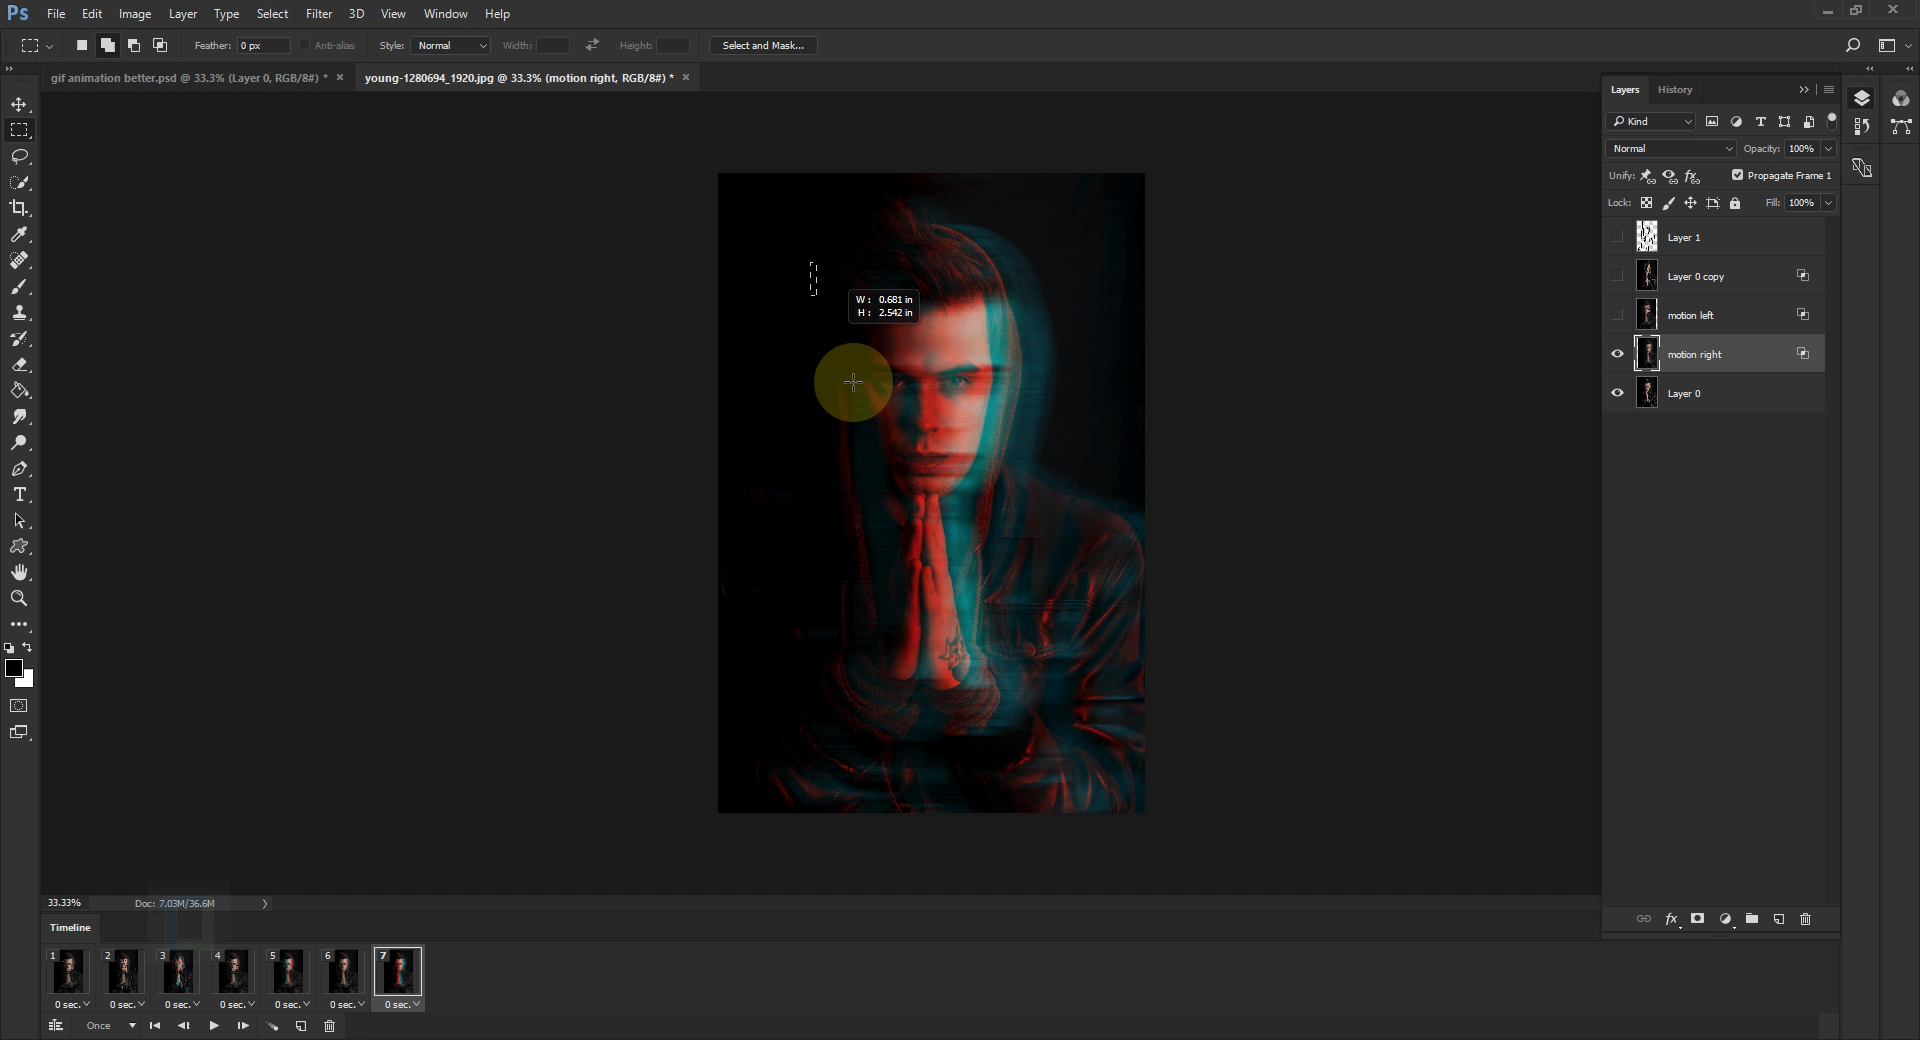 Ps File Edit Image Layer Type Select Filter 3D View Window Help
Feather: 0 px Anti-alias Style: Normal Width: Height: Select and Mask...
gif animation better.psd @ 33.3% (Layer 0, RGB/8#) * × young-1280694_1920.jpg @ 33.3% (motion right, RGB/8#) * ×
Layers History
Kind
Normal Opacity: 100%
Unify: Propagate Frame 1
Lock: Fill: 100%
Layer 1
Layer 0 copy
motion left
motion right
Layer 0
W : 0.681 in
H : 2.542 in
33.33% Doc: 7.03M/36.6M
Timeline
1 2 3 4 5 6 7
0 sec. 0 sec. 0 sec. 0 sec. 0 sec. 0 sec. 0 sec.
Once